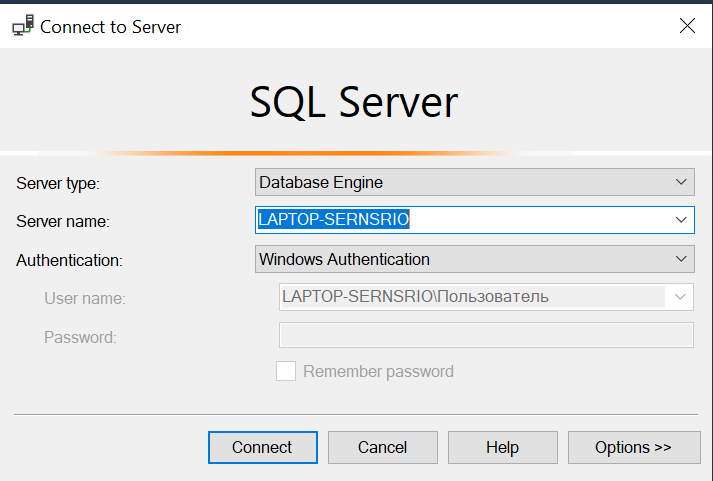 Connect to Server
SQL Server
Server type: Database Engine
Server name: LAPTOP-SERNSRIO
Authentication: Windows Authentication
User name: LAPTOP-SERNSRIO\Пользователь
Password:
Remember password
Connect Cancel Help Options >>